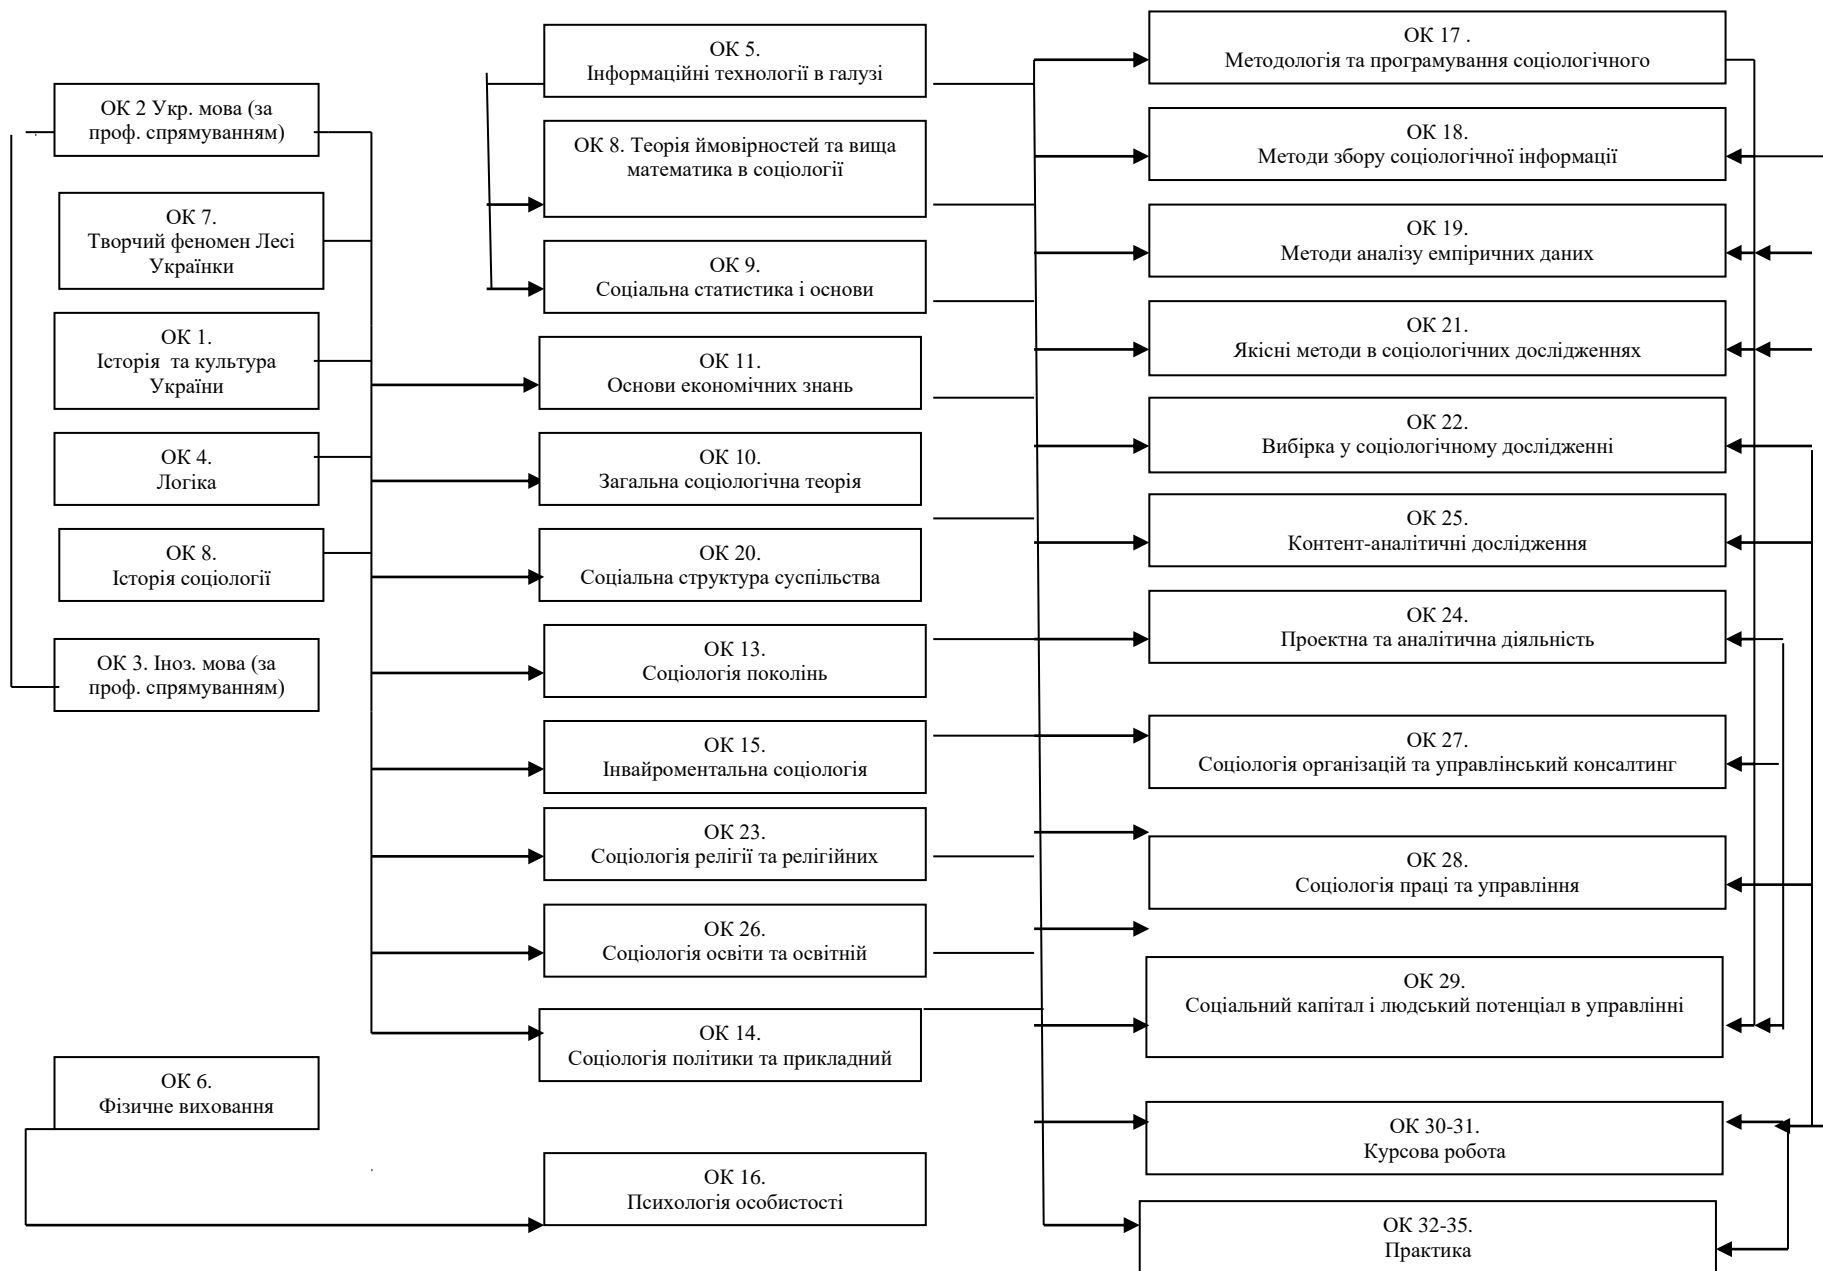 ОК 2 Укр. мова (за
проф. спрямуванням)
ОК 7.
Творчий феномен Лесі
Українки
ОК 1.
Історія та культура
України
ОК 4.
Логіка
ОК 8.
Історія соціології
ОК 3. Іноз. мова (за
проф. спрямуванням)
ОК 6.
Фізичне виховання
ОК 5.
Інформаційні технології в галузі
ОК 8. Теорія ймовірностей та вища
математика в соціології
ОК 9.
Соціальна статистика і основи
ОК 11.
Основи економічних знань
ОК 10.
Загальна соціологічна теорія
ОК 20.
Соціальна структура суспільства
ОК 13.
Соціологія поколінь
ОК 15.
Інвайроментальна соціологія
ОК 23.
Соціологія релігії та релігійних
ОК 26.
Соціологія освіти та освітній
ОК 14.
Соціологія політики та прикладний
ОК 16.
Психологія особистості
ОК 17 .
Методологія та програмування соціологічного
ОК 18.
Методи збору соціологічної інформації
ОК 19.
Методи аналізу емпіричних даних
ОК 21.
Якісні методи в соціологічних дослідженнях
ОК 22.
Вибірка у соціологічному дослідженні
ОК 25.
Контент-аналітичні дослідження
ОК 24.
Проектна та аналітична діяльність
ОК 27.
Соціологія організацій та управлінський консалтинг
ОК 28.
Соціологія праці та управління
ОК 29.
Соціальний капітал і людський потенціал в управлінні
ОК 30-31.
Курсова робота
ОК 32-35.
Практика